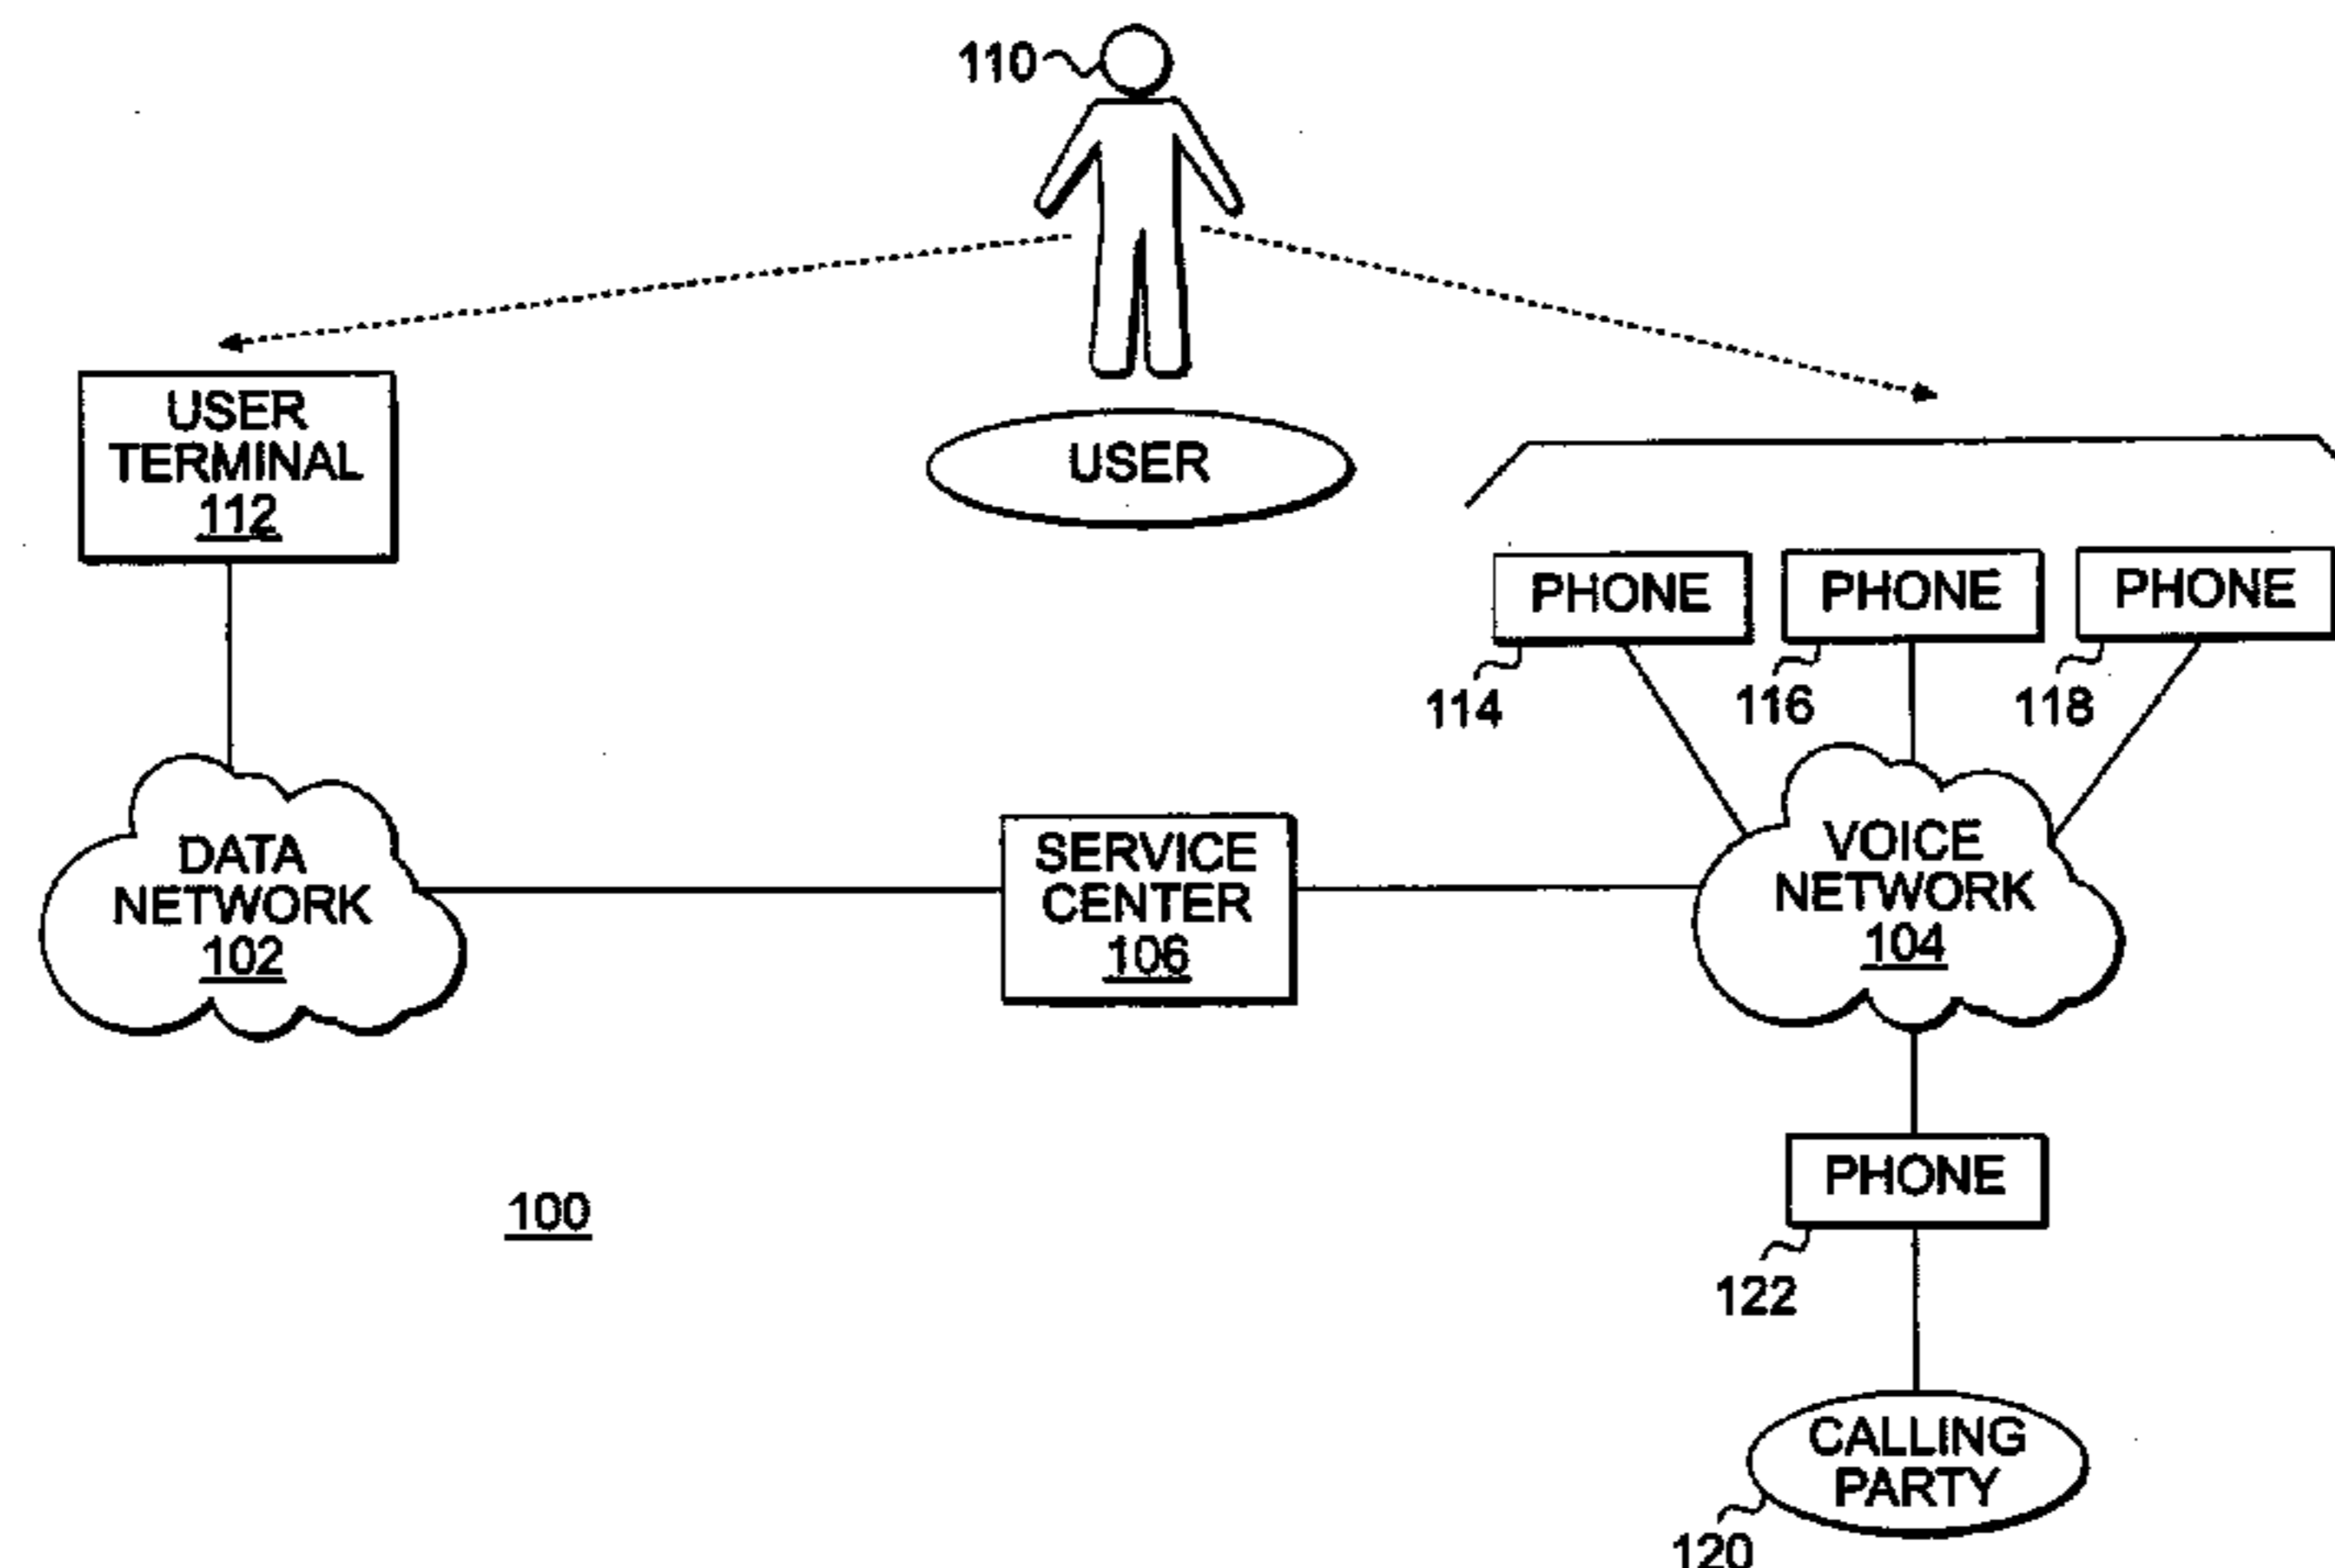 110
USER
TERMINAL
112
USER
PHONE
PHONE
PHONE
114
116
118
DATA
NETWORK
102
SERVICE
CENTER
106
VOICE
NETWORK
104
100
PHONE
122
CALLING
PARTY
120